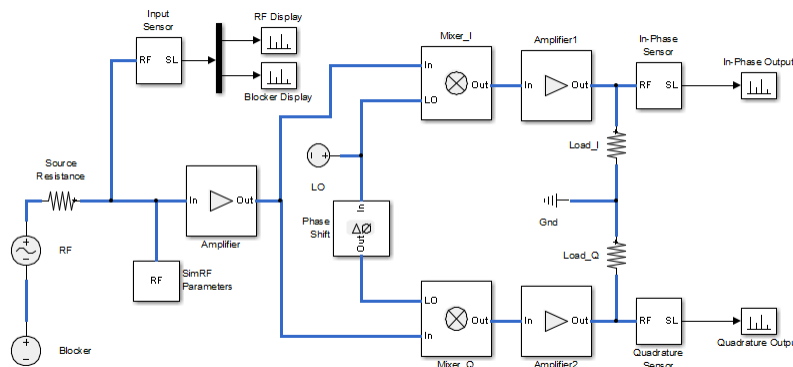 Input
Sensor
RF SL
RF Display
Blocker Display
Mixer_I
In
LO
Out
Amplifier1
In Out
In-Phase
Sensor
RF SL
In-Phase Output
Load_I
LO
In
Out
Phase
Shift
Gnd
Source
Resistance
In Out
Amplifier
RF
RF
SimRF
Parameters
Load_Q
LO
In
Out
Mixer_Q
In Out
Amplifier2
RF SL
Quadrature
Sensor
Quadrature Outpu
Blocker